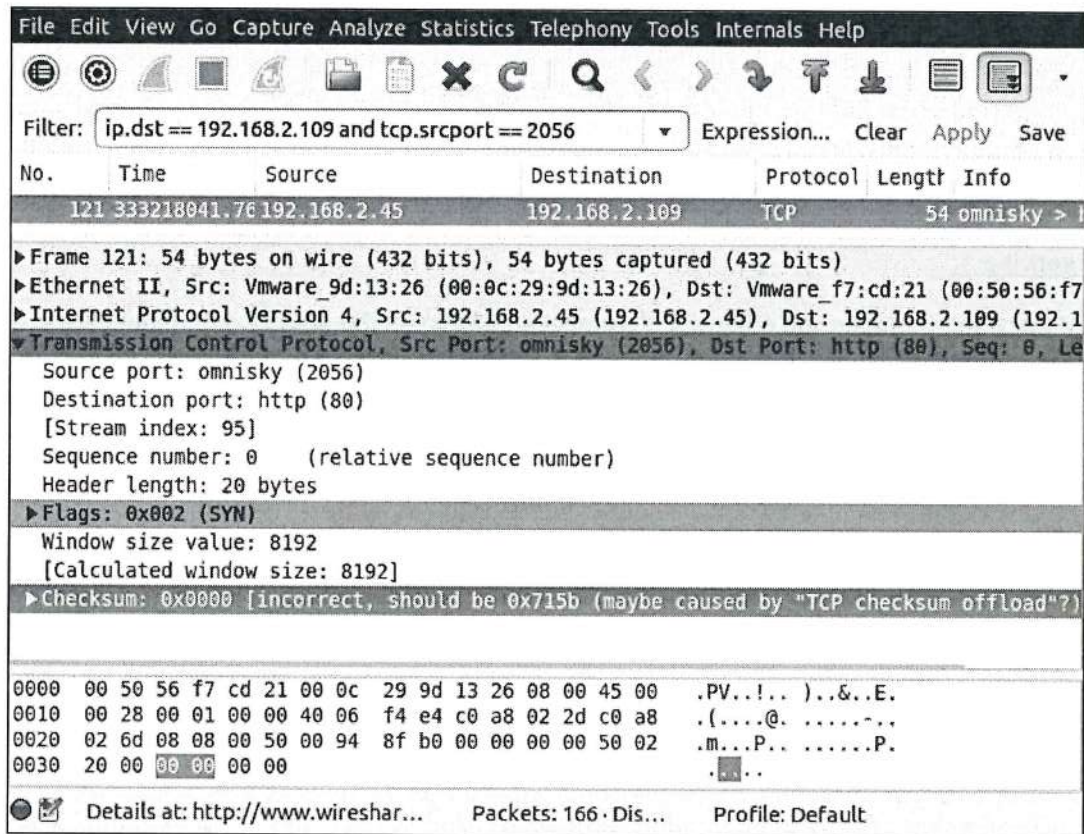 File Edit View Go Capture Analyze Statistics Telephony Tools Internals Help
Filter: ip.dst == 192.168.2.109 and tcp.srcport == 2056 Expression... Clear Apply Save
No. Time Source Destination Protocol Length Info
121 333218041.76 192.168.2.45 192.168.2.109 TCP 54 omnisky >
Frame 121: 54 bytes on wire (432 bits), 54 bytes captured (432 bits)
Ethernet II, Src: Vmware_9d:13:26 (00:0c:29:9d:13:26), Dst: Vmware_f7:cd:21 (00:50:56:f7
Internet Protocol Version 4, Src: 192.168.2.45 (192.168.2.45), Dst: 192.168.2.109 (192.1
Transmission Control Protocol, Src Port: omnisky (2056), Dst Port: http (80), Seq: 0, Le
Source port: omnisky (2056)
Destination port: http (80)
[Stream index: 95]
Sequence number: 0 (relative sequence number)
Header length: 20 bytes
Flags: 0x002 (SYN)
Window size value: 8192
[Calculated window size: 8192]
Checksum: 0x0000 [incorrect, should be 0x715b (maybe caused by "TCP checksum offload"?)
0000 00 50 56 f7 cd 21 00 0c 29 9d 13 26 08 00 45 00 .PV..!.. )..&..E.
0010 00 28 00 01 00 00 40 06 f4 e4 c0 a8 02 2d c0 a8 .(....@. .....-..
0020 02 6d 08 08 00 50 00 94 8f b0 00 00 00 00 50 02 .m...P.. ......P.
0030 20 00 00 00 00 00 .....
Details at: http://www.wireshar... Packets: 166 · Dis... Profile: Default